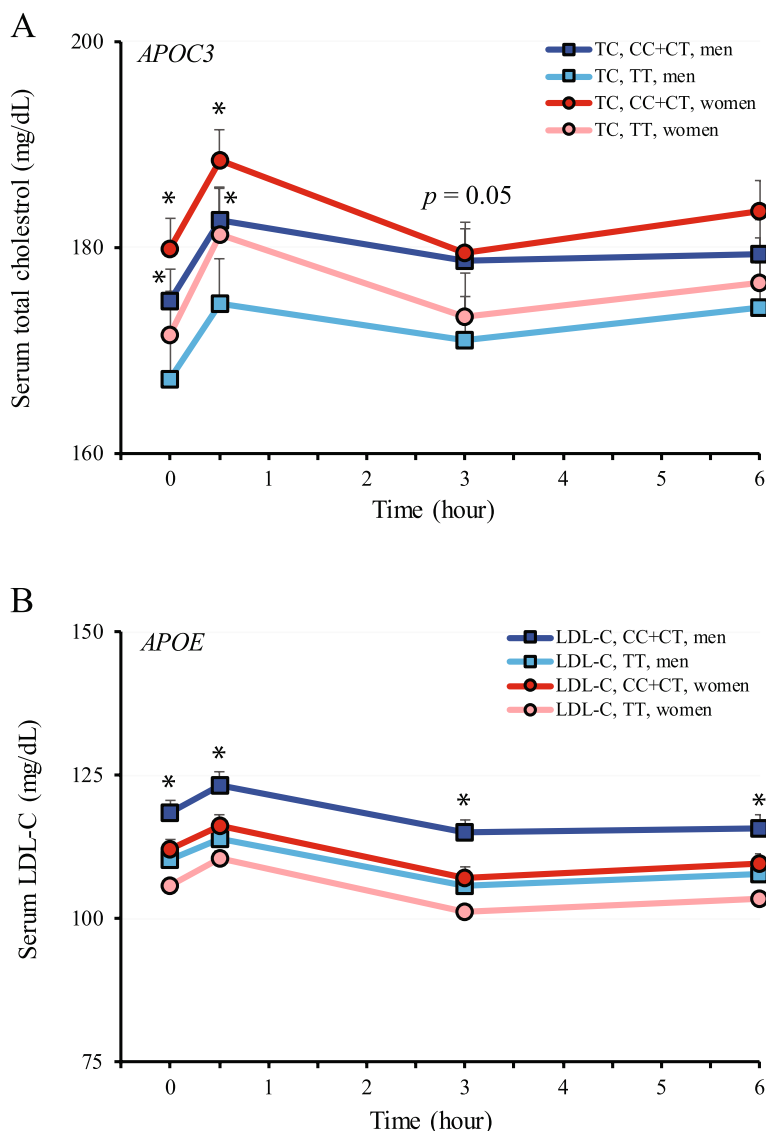 A
APOC3
TC, CC+CT, men
TC, TT, men
TC, CC+CT, women
TC, TT, women
Serum total cholestrol (mg/dL)
200
180
160
*
*
*
*
p = 0.05
0 1 2 3 4 5 6
Time (hour)
B
APOE
LDL-C, CC+CT, men
LDL-C, TT, men
LDL-C, CC+CT, women
LDL-C, TT, women
Serum LDL-C (mg/dL)
150
125
100
75
*
*
*
*
0 1 2 3 4 5 6
Time (hour)